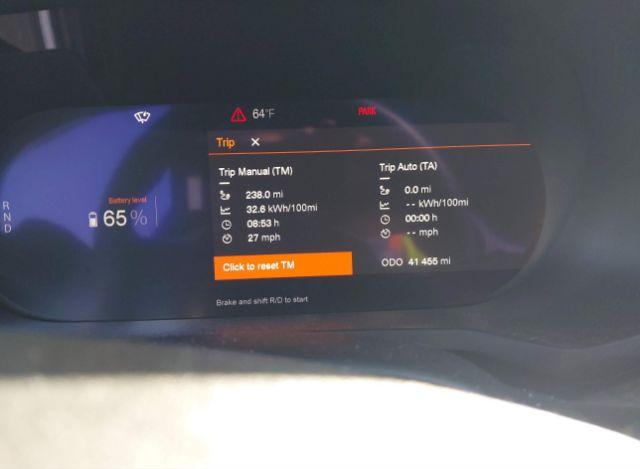 64°F
PARK
Trip ✕
Trip Manual (TM)
238.0 mi
32.6 kWh/100mi
08:53 h
27 mph
Click to reset TM
Trip Auto (TA)
0.0 mi
-- kWh/100mi
00:00 h
-- mph
ODO 41 455 mi
R
N
D
Battery level
65%
Brake and shift R/D to start